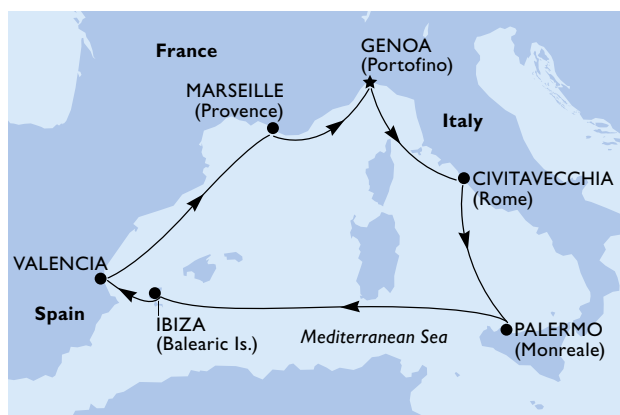 GENOA
(Portofino)
France
MARSEILLE
(Provence)
Italy
CIVITAVECCHIA
(Rome)
VALENCIA
Spain
IBIZA
(Balearic Is.)
Mediterranean Sea
PALERMO
(Monreale)